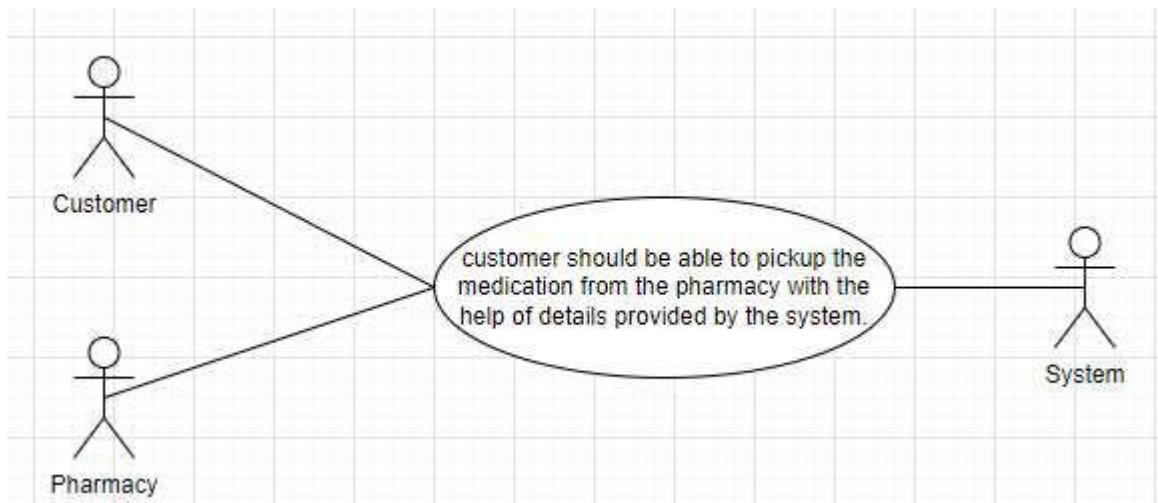 Customer
customer should be able to pickup the
medication from the pharmacy with the
help of details provided by the system.
System
Pharmacy